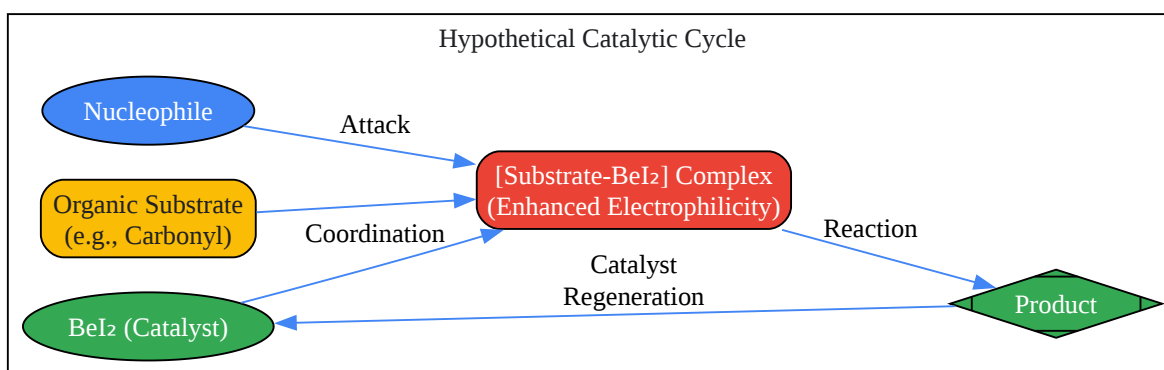 Hypothetical Catalytic Cycle
Nucleophile
Attack
[Substrate-BeI₂] Complex
(Enhanced Electrophilicity)
Organic Substrate
(e.g., Carbonyl)
Coordination
Reaction
Catalyst
Regeneration
BeI₂ (Catalyst)
Product